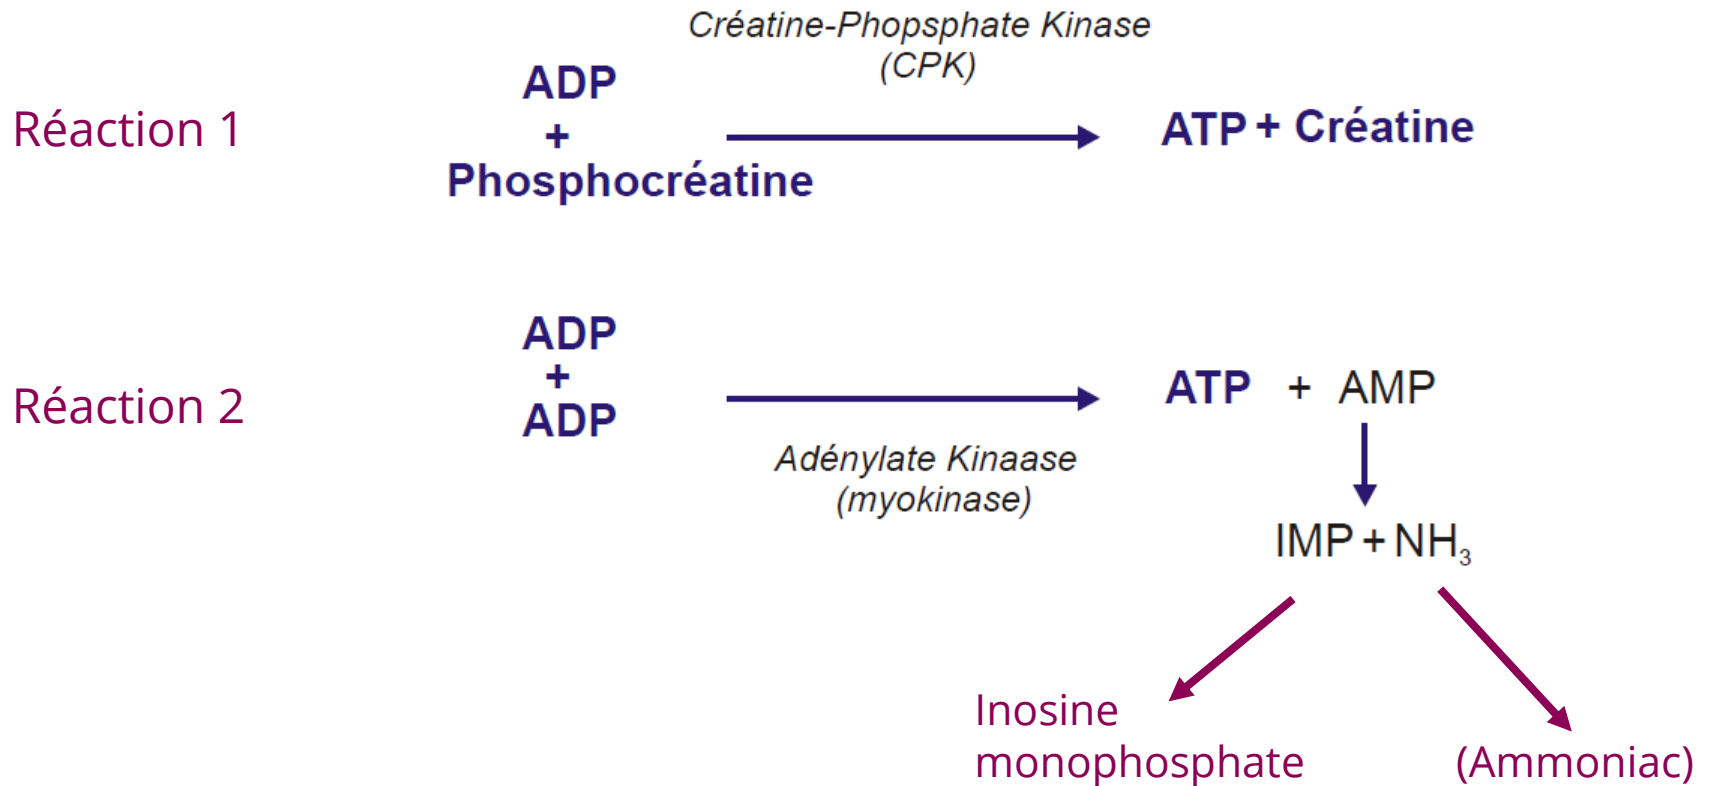 Créatine-Phopsphate Kinase
(CPK)
Réaction 1
ADP
+
Phosphocréatine
ATP + Créatine
Réaction 2
ADP
+
ADP
ATP + AMP
Adénylate Kinaase
(myokinase)
IMP + NH₃
Inosine
monophosphate
(Ammoniac)